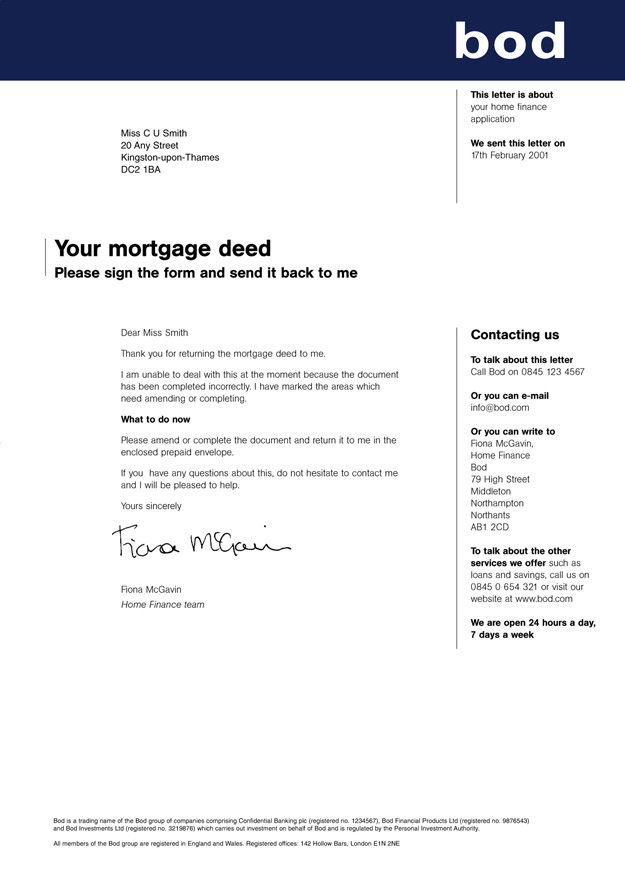 bod
This letter is about
your home finance
application
We sent this letter on
17th February 2001
Miss C U Smith
20 Any Street
Kingston-upon-Thames
DC2 1BA
Your mortgage deed
Please sign the form and send it back to me
Dear Miss Smith
Thank you for returning the mortgage deed to me.
I am unable to deal with this at the moment because the document
has been completed incorrectly. I have marked the areas which
need amending or completing.
What to do now
Please amend or complete the document and return it to me in the
enclosed prepaid envelope.
If you  have any questions about this, do not hesitate to contact me
and I will be pleased to help.
Yours sincerely
Fiona McGavin
Fiona McGavin
Home Finance team
Contacting us
To talk about this letter
Call Bod on 0845 123 4567
Or you can e-mail
info@bod.com
Or you can write to
Fiona McGavin,
Home Finance
Bod
79 High Street
Middleton
Northampton
Northants
AB1 2CD
To talk about the other
services we offer such as
loans and savings, call us on
0845 0 654 321 or visit our
website at www.bod.com
We are open 24 hours a day,
7 days a week
Bod is a trading name of the Bod group of companies comprising Confidential Banking plc (registered no. 1234567), Bod Financial Products Ltd (registered no. 9876543)
and Bod Investments Ltd (registered no. 3219876) which carries out investment on behalf of Bod and is regulated by the Personal Investment Authority.
All members of the Bod group are registered in England and Wales. Registered offices: 142 Hollow Bars, London E1N 2NE